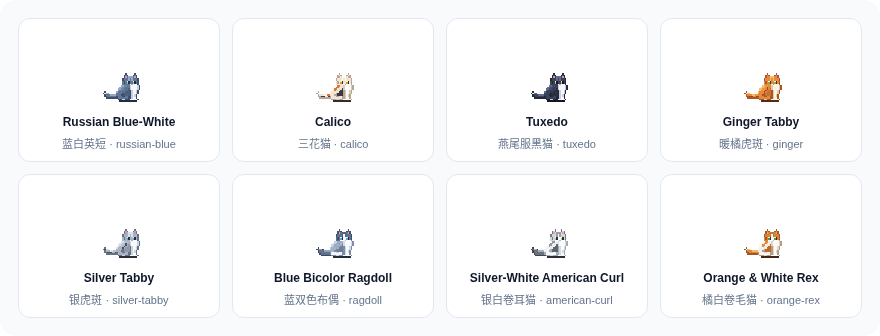 Russian Blue-White
蓝白英短 · russian-blue
Calico
三花猫 · calico
Tuxedo
燕尾服黑猫 · tuxedo
Ginger Tabby
暖橘虎斑 · ginger
Silver Tabby
银虎斑 · silver-tabby
Blue Bicolor Ragdoll
蓝双色布偶 · ragdoll
Silver-White American Curl
银白卷耳猫 · american-curl
Orange & White Rex
橘白卷毛猫 · orange-rex